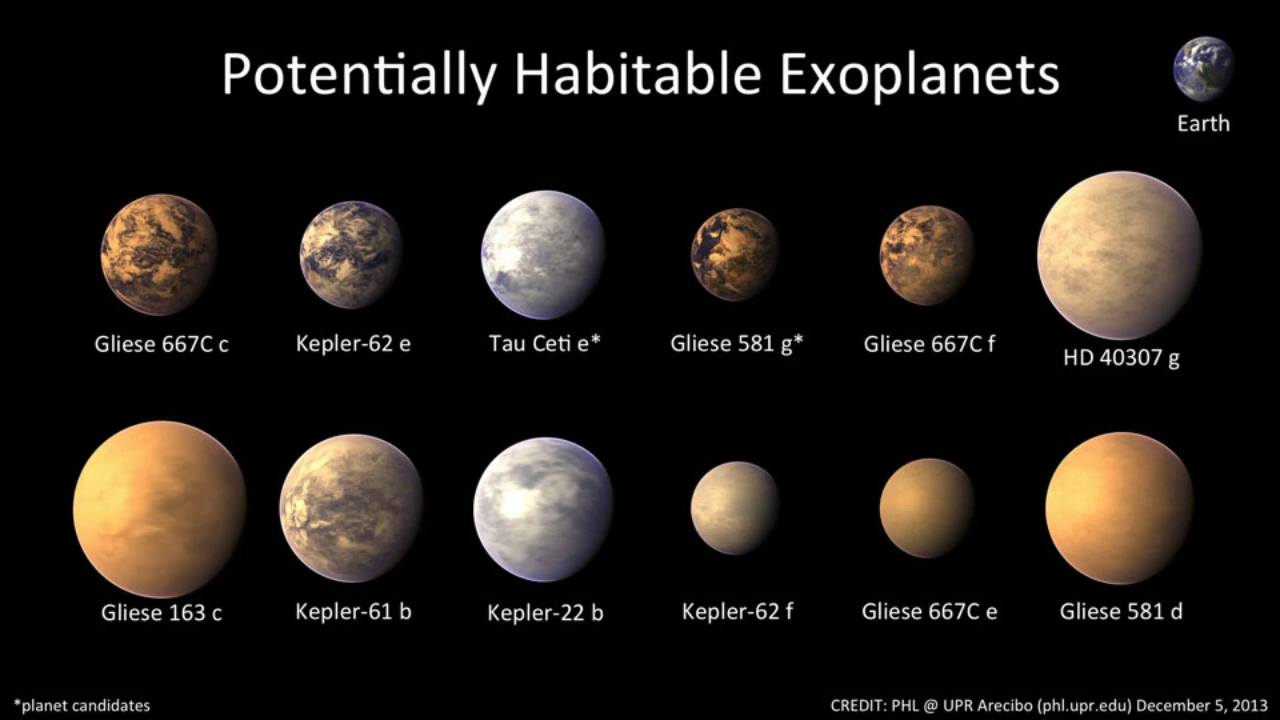 Potentially Habitable Exoplanets
Earth
Gliese 667C c
Kepler-62 e
Tau Ceti e*
Gliese 581 g*
Gliese 667C f
HD 40307 g
Gliese 163 c
Kepler-61 b
Kepler-22 b
Kepler-62 f
Gliese 667C e
Gliese 581 d
*planet candidates
CREDIT: PHL @ UPR Arecibo (phl.upr.edu) December 5, 2013